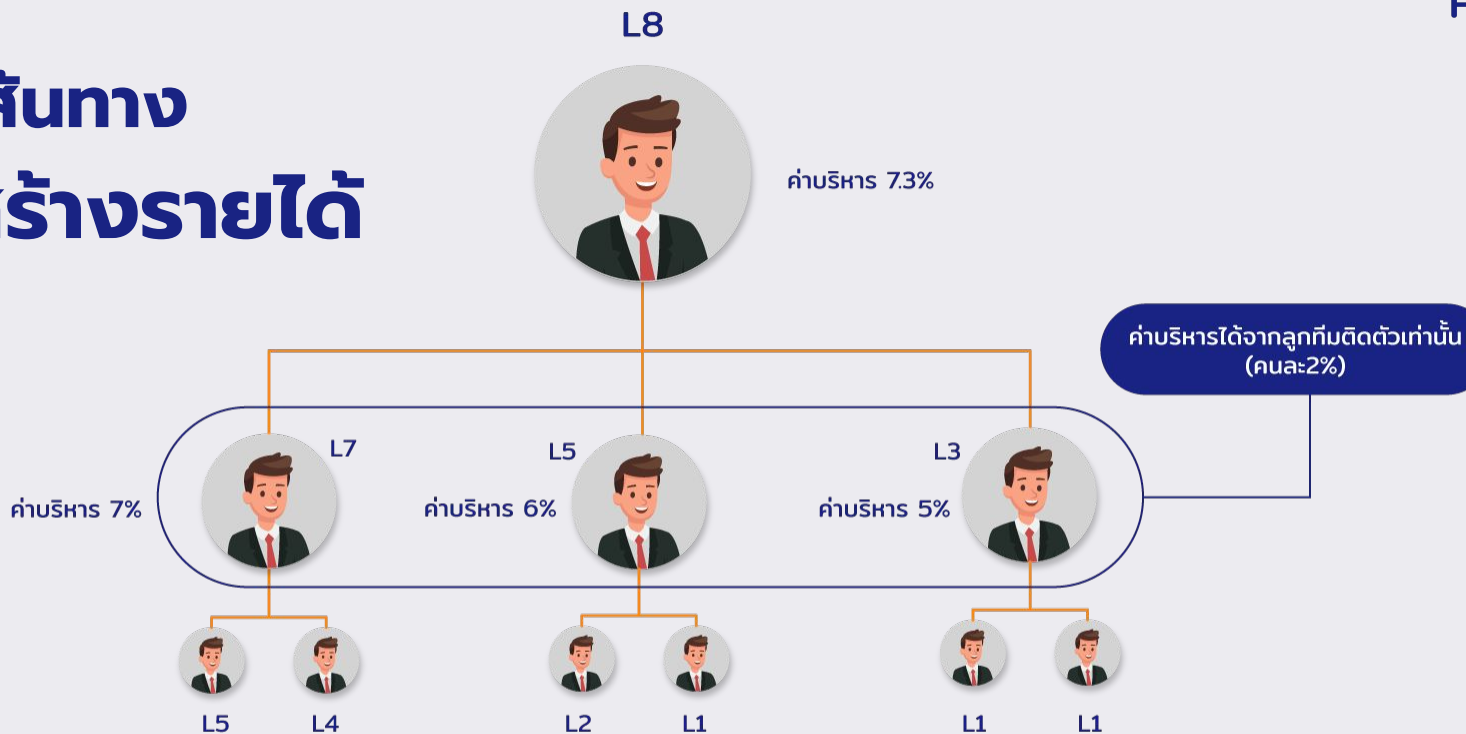 L8
เส้นทาง
สร้างรายได้
ค่าบริหาร 7.3%
ค่าบริหารได้จากลูกทีมติดตัวเท่านั้น
(คนละ2%)
L7
L5
L3
ค่าบริหาร 7%
ค่าบริหาร 6%
ค่าบริหาร 5%
L5
L4
L2
L1
L1
L1